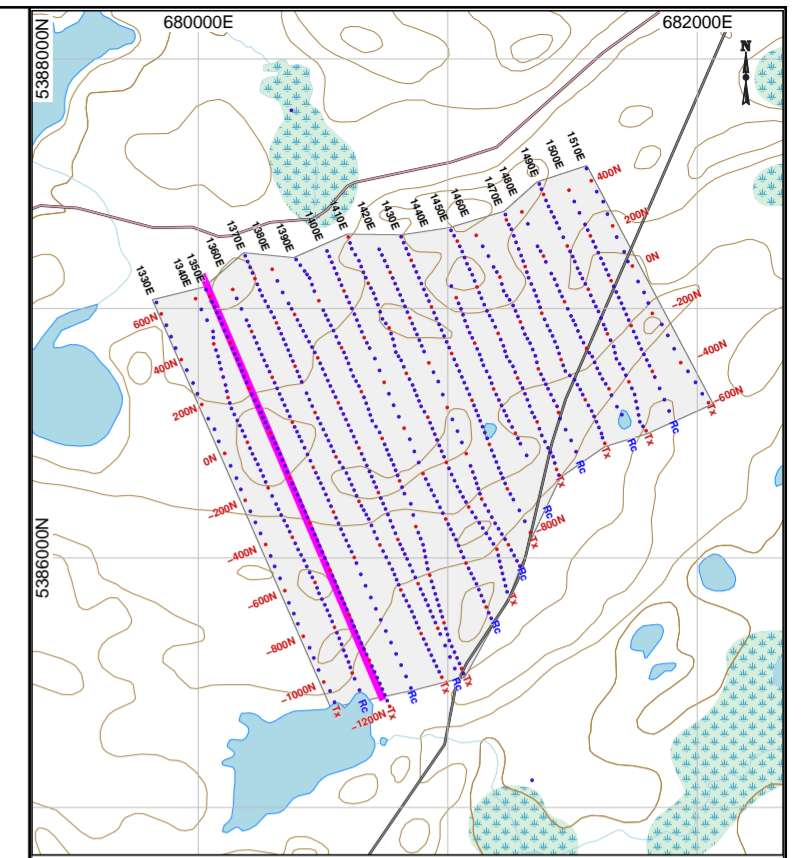 680000E
682000E
5388000N
N
1510E
1500E
1490E
1480E
1470E
1460E
1450E
1440E
1430E
1420E
1410E
1400E
1390E
1380E
1370E
1360E
1350E
1340E
1330E
400N
200N
0N
−200N
−400N
−600N
600N
400N
200N
0N
−200N
−400N
−600N
−800N
−1000N
−1200N
−800N
5386000N
Tx
Rc
Tx
Rc
Tx
Rc
Tx
Rc
Tx
Rc
Tx
Rc
Tx
Rc
Tx
Rc
Tx